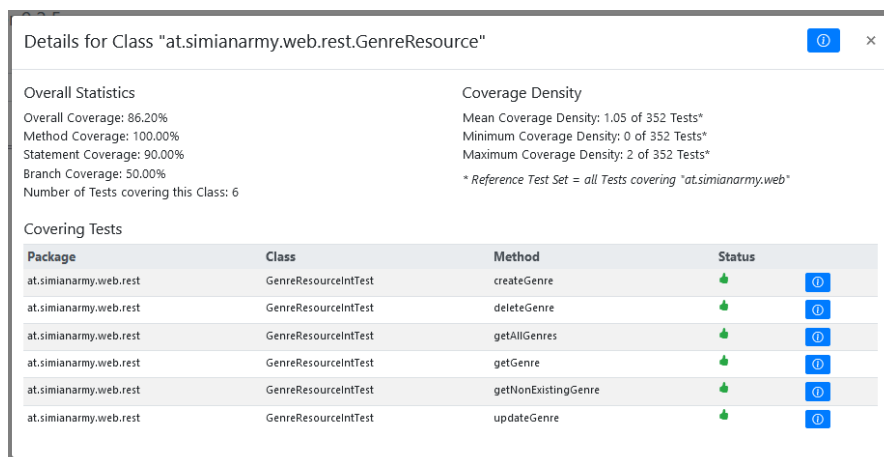 Details for Class "at.simianarmy.web.rest.GenreResource"
Overall Statistics
Overall Coverage: 86.20%
Method Coverage: 100.00%
Statement Coverage: 90.00%
Branch Coverage: 50.00%
Number of Tests covering this Class: 6
Coverage Density
Mean Coverage Density: 1.05 of 352 Tests*
Minimum Coverage Density: 0 of 352 Tests*
Maximum Coverage Density: 2 of 352 Tests*
* Reference Test Set = all Tests covering "at.simianarmy.web"
Covering Tests
Package Class Method Status
at.simianarmy.web.rest GenreResourceIntTest createGenre
at.simianarmy.web.rest GenreResourceIntTest deleteGenre
at.simianarmy.web.rest GenreResourceIntTest getAllGenres
at.simianarmy.web.rest GenreResourceIntTest getGenre
at.simianarmy.web.rest GenreResourceIntTest getNonExistingGenre
at.simianarmy.web.rest GenreResourceIntTest updateGenre